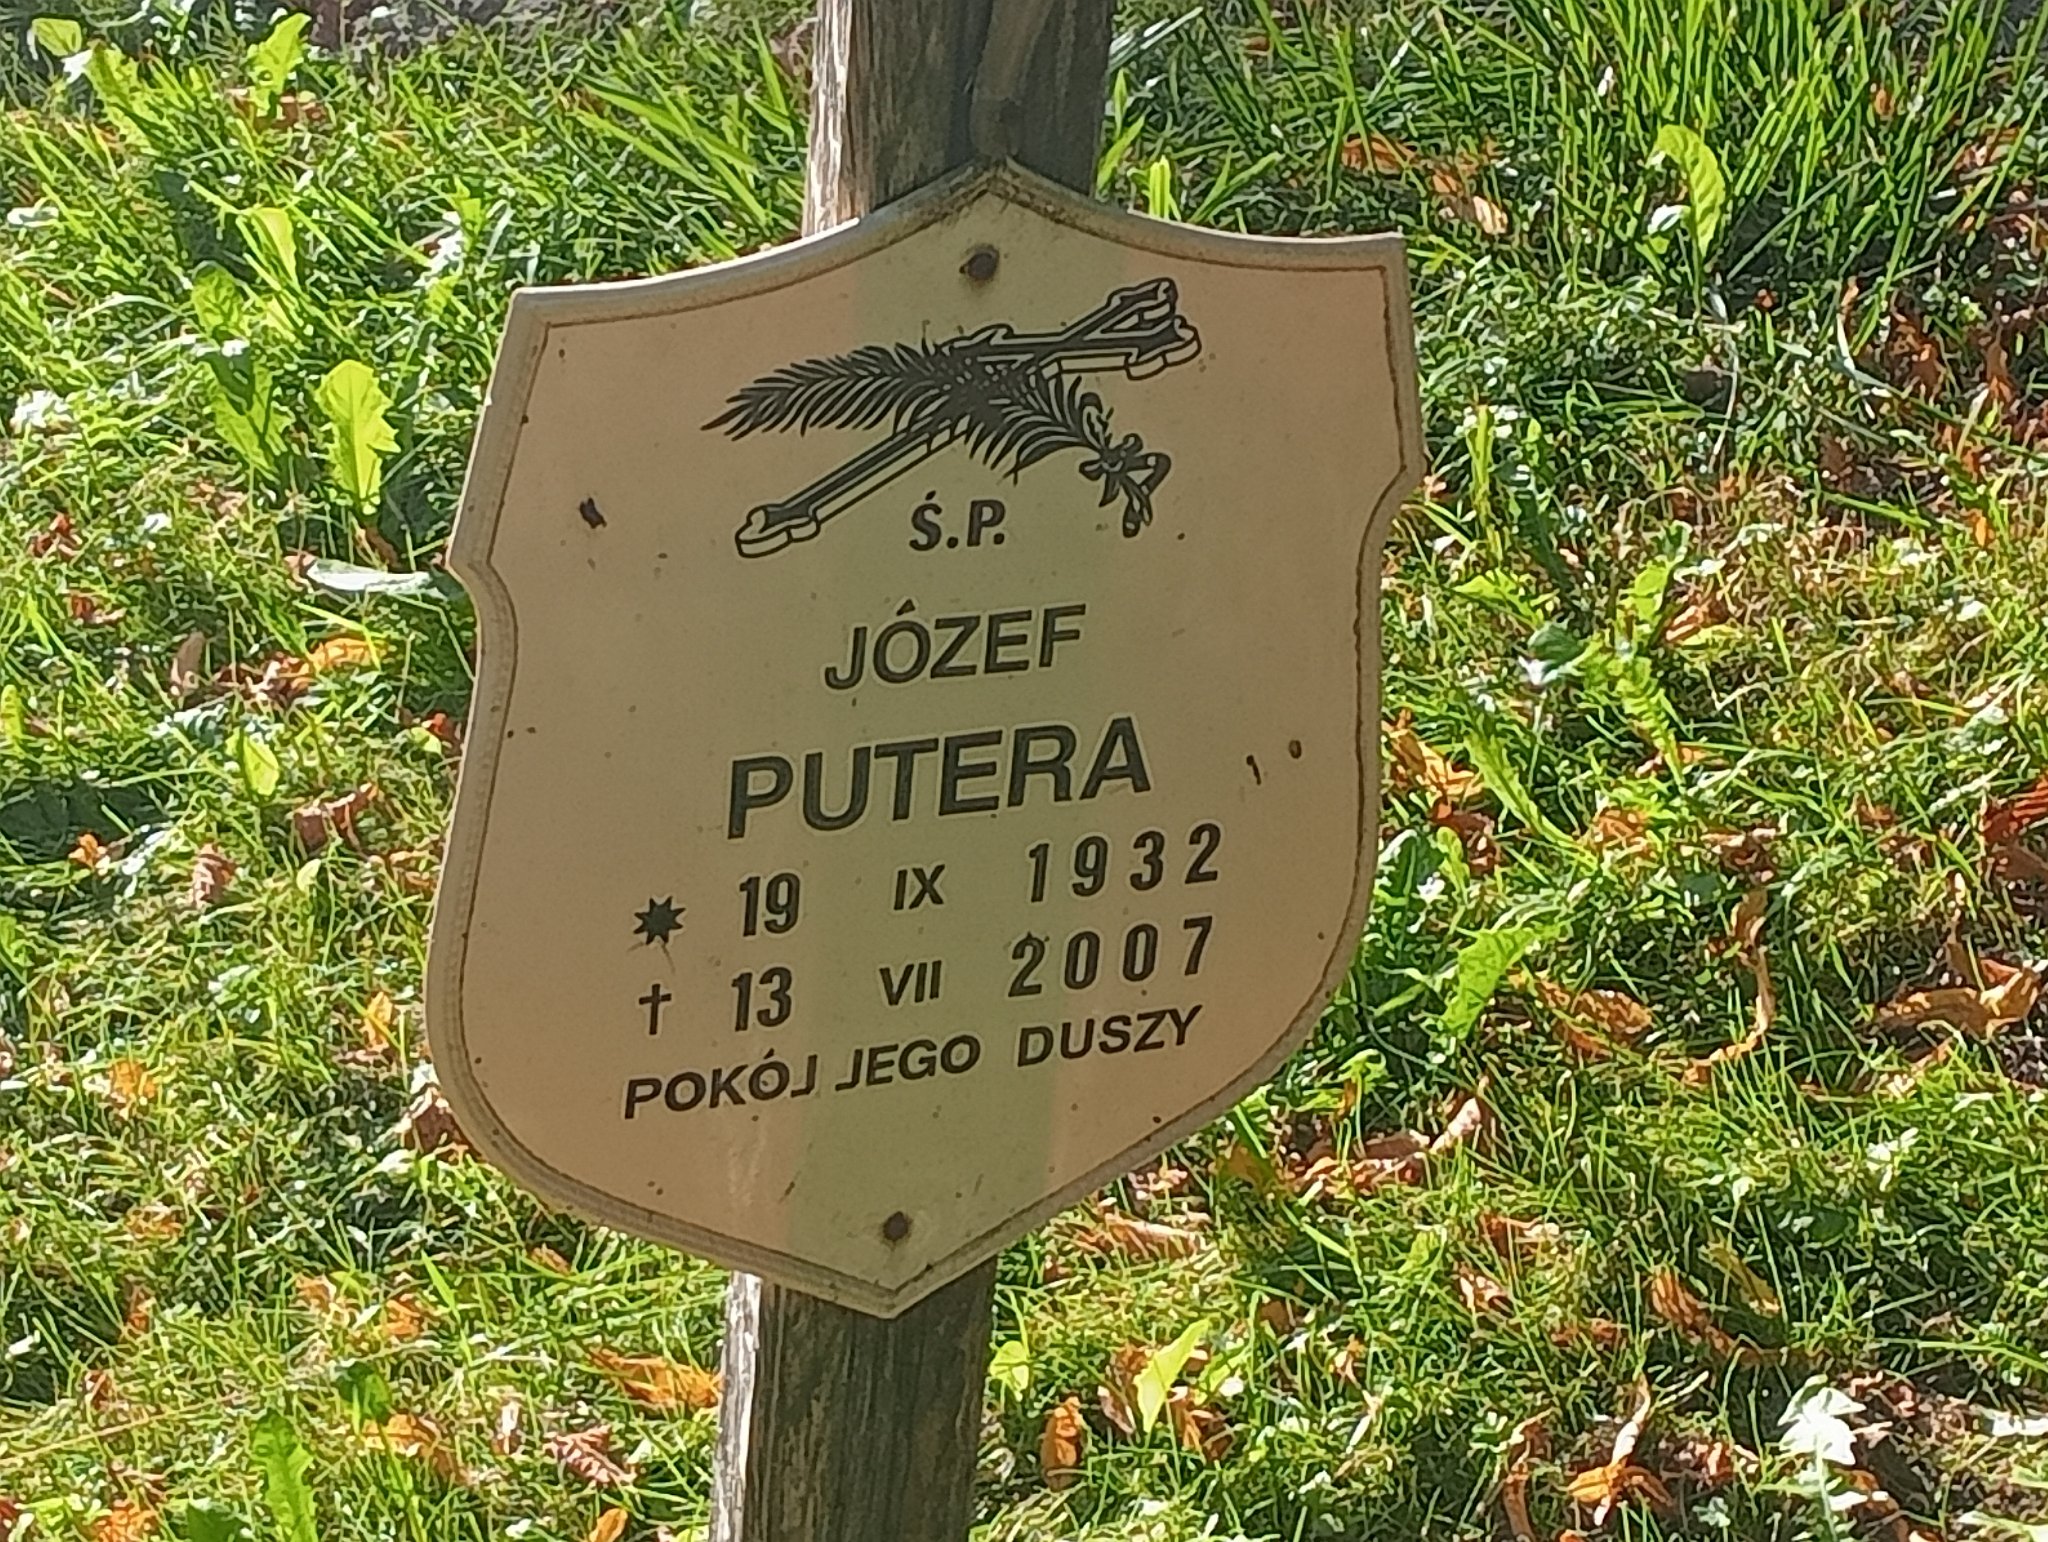 Ś.P.
JÓZEF
PUTERA
* 19 IX 1932
† 13 VII 2007
POKÓJ JEGO DUSZY